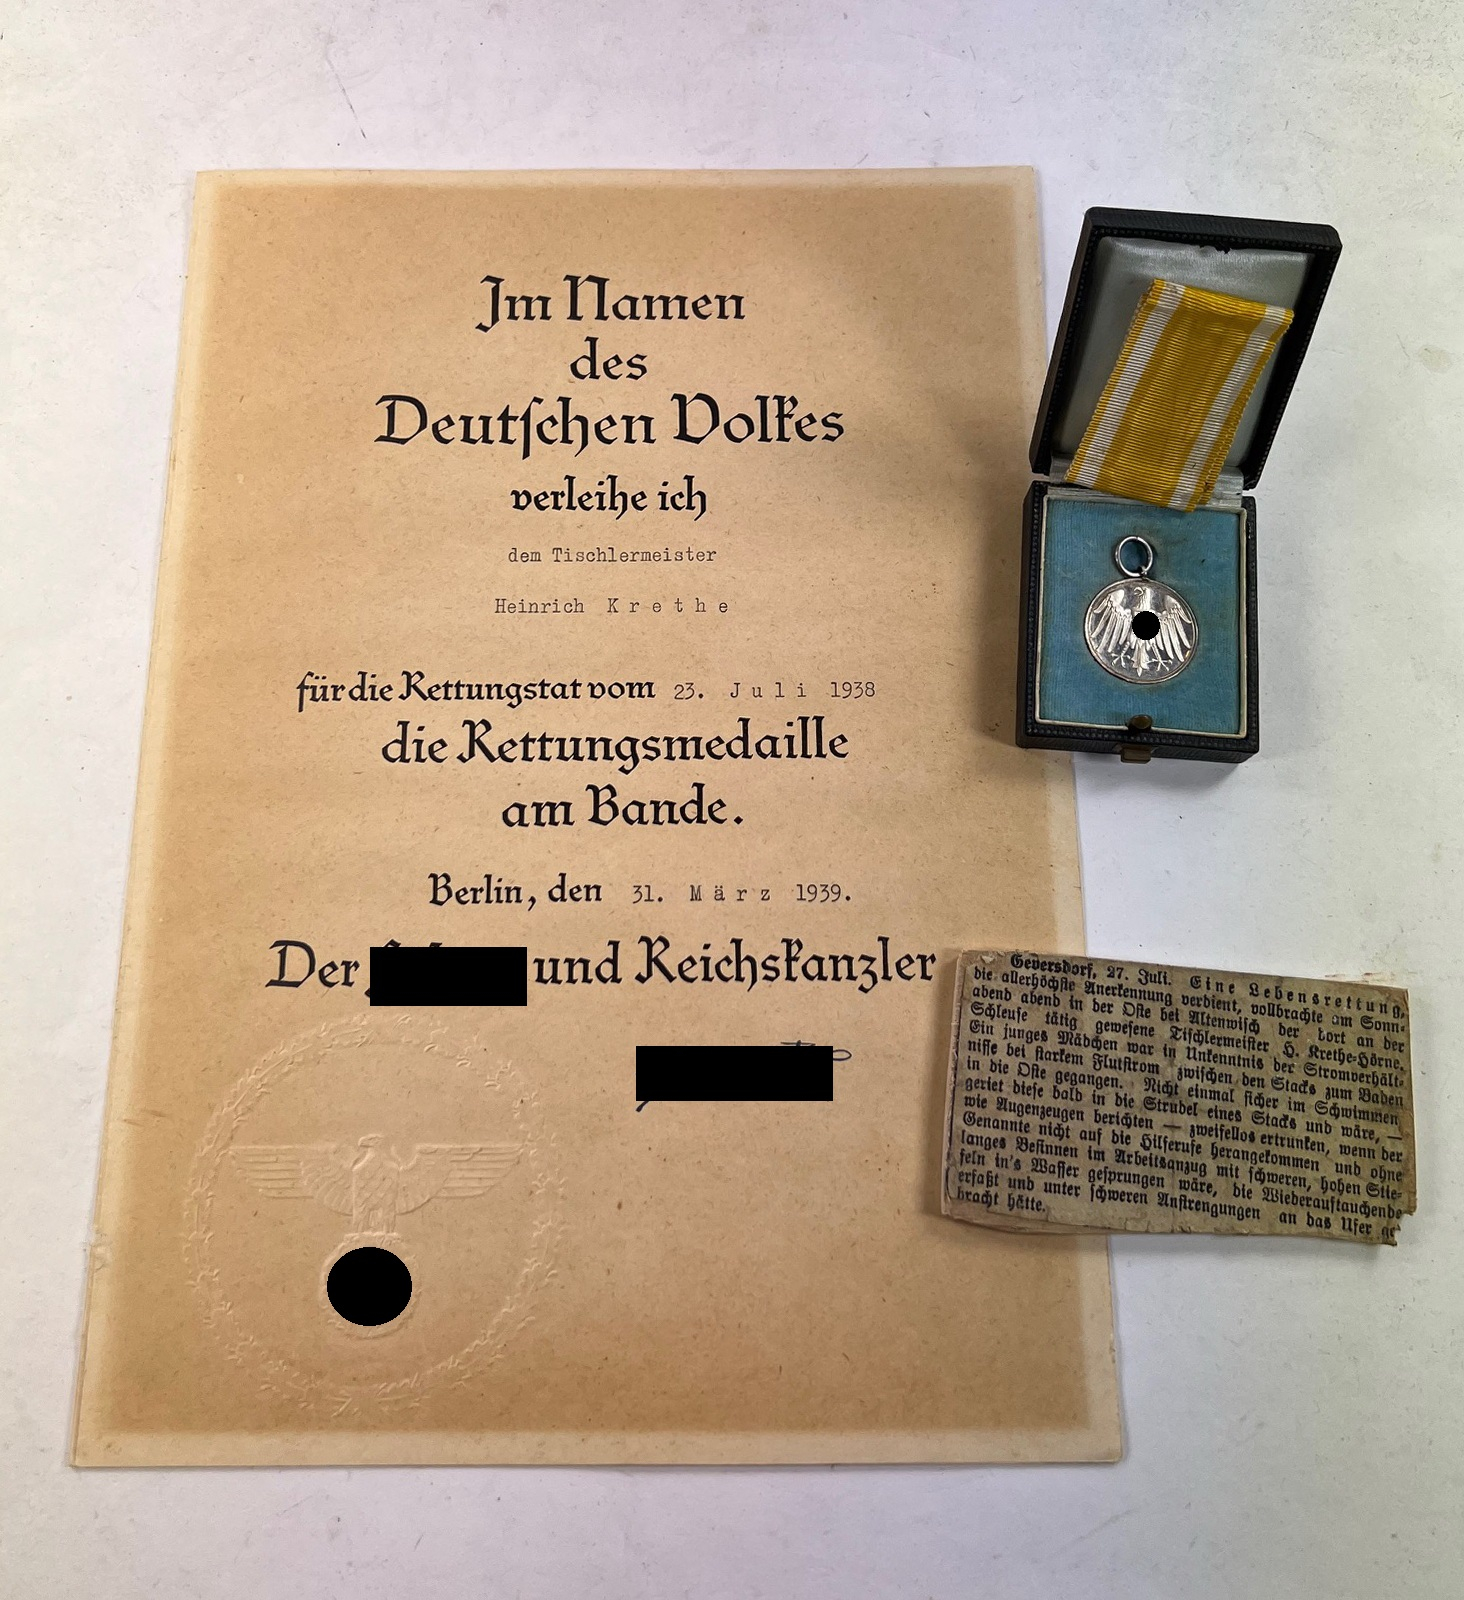 Im Namen
des
Deutſchen Volkes
verleihe ich
dem Tischlermeister
Heinrich Krethe
für die Rettungstat vom 23. Juli 1938
die Rettungsmedaille
am Bande.
Berlin, den 31. März 1939.
Der und Reichskanzler
Geversdorf, 27. Juli. Eine Lebensrettung,
die allerhöchſte Anerkennung verdient, vollbrachte am Sonn-
abend abend in der Oſte bei Altenwiſch der dort an der
Schleuſe tätig geweſene Tiſchlermeiſter H. Krethe-Hörne.
Ein junges Mädchen war in Unkenntnis der Stromverhält-
niſſe bei ſtarkem Flutſtrom zwiſchen den Stacks zum Baden
in die Oſte gegangen. Nicht einmal ſicher im Schwimmen,
geriet dieſe bald in die Strudel eines Stacks und wäre, —
wie Augenzeugen berichten — zweifellos ertrunken, wenn der
Genannte nicht auf die Hilferufe herangekommen und ohne
langes Beſinnen im Arbeitsanzug mit ſchweren, hohen Stie-
feln in's Waſſer geſprungen wäre, die Wiederauftauchende
erfaßt und unter ſchweren Anſtrengungen an das Ufer ge-
bracht hätte.